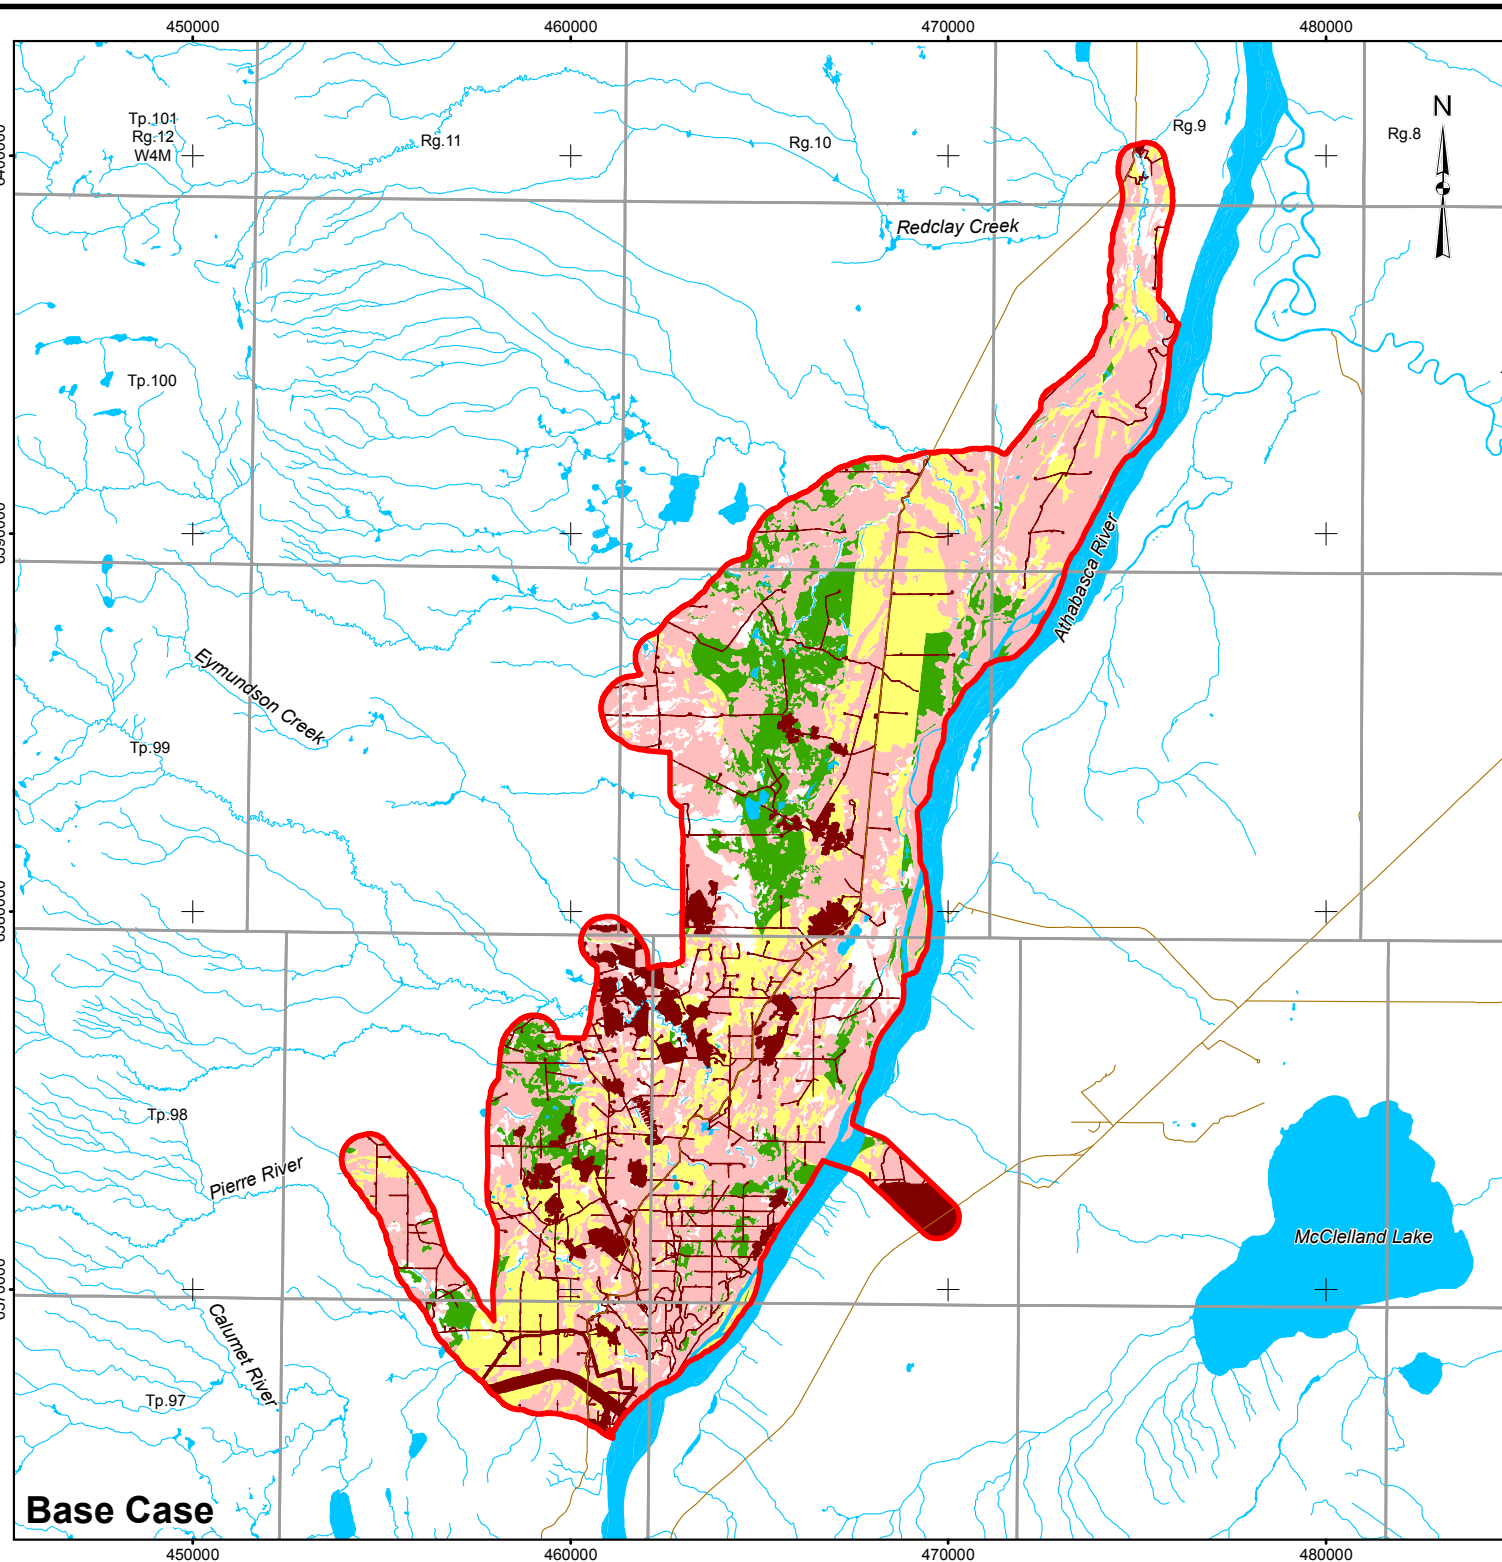 450000 460000 470000 480000
N
Tp.101
Rg.12
W4M
Rg.11
Rg.10
Rg.9
Rg.8
Redclay Creek
Tp.100
Athabasca River
Eymundson Creek
Tp.99
Tp.98
Pierre River
McClelland Lake
Calumet River
Tp.97
Base Case
450000 460000 470000 480000